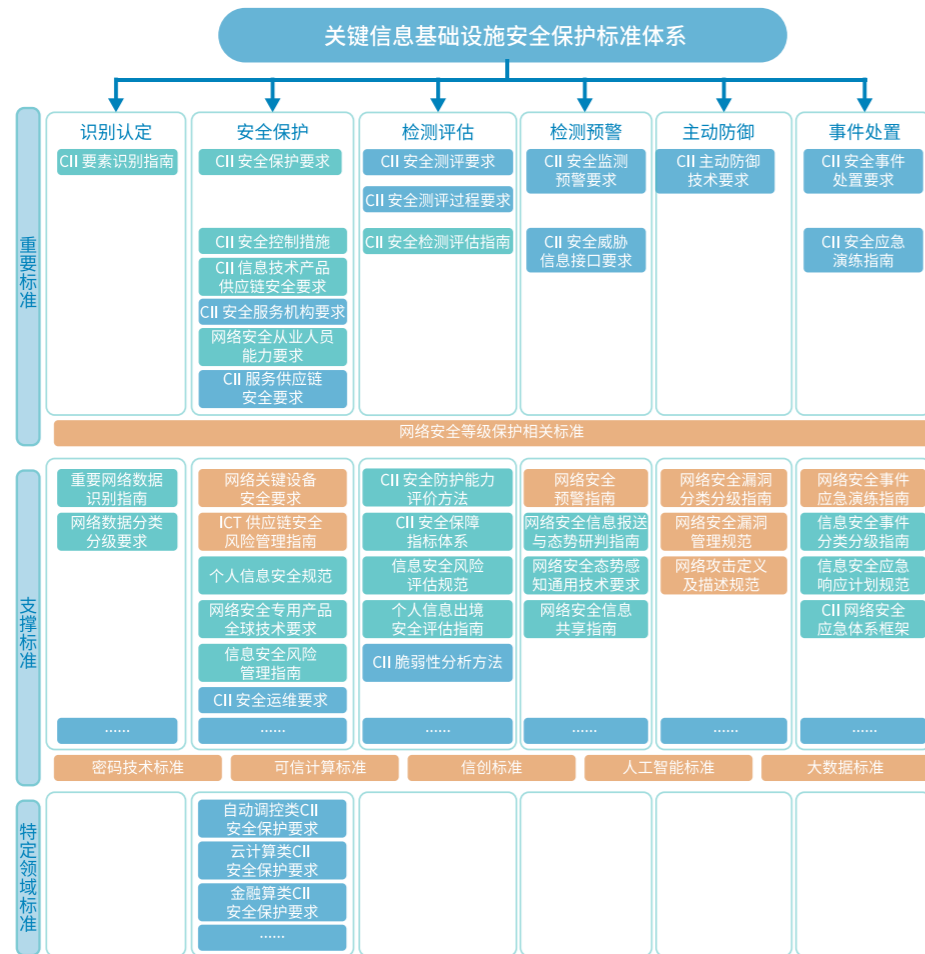 关键信息基础设施安全保护标准体系
重要标准
识别认定
CII 要素识别指南
安全保护
CII 安全保护要求
CII 安全控制措施
CII 信息技术产品
供应链安全要求
CII 安全服务机构要求
网络安全从业人员
能力要求
CII 服务供应链
安全要求
检测评估
CII 安全测评要求
CII 安全测评过程要求
CII 安全检测评估指南
检测预警
CII 安全监测
预警要求
CII 安全威胁
信息接口要求
主动防御
CII 主动防御
技术要求
事件处置
CII 安全事件
处置要求
CII 安全应急
演练指南
网络安全等级保护相关标准
支撑标准
重要网络数据
识别指南
网络数据分类
分级要求
......
网络关键设备
安全要求
ICT 供应链安全
风险管理指南
个人信息安全规范
网络安全专用产品
全球技术要求
信息安全风险
管理指南
CII 安全运维要求
......
CII 安全防护能力
评价方法
CII 安全保障
指标体系
信息安全风险
评估规范
个人信息出境
安全评估指南
CII 脆弱性分析方法
......
网络安全
预警指南
网络安全信息报送
与态势研判指南
网络安全态势感
知通用技术要求
网络安全信息
共享指南
......
网络安全漏洞
分类分级指南
网络安全漏洞
管理规范
网络攻击定义
及描述规范
......
网络安全事件
应急演练指南
信息安全事件
分类分级指南
信息安全应急
响应计划规范
CII 网络安全
应急体系框架
......
密码技术标准
可信计算标准
信创标准
人工智能标准
大数据标准
特定领域标准
自动调控类CII
安全保护要求
云计算类CII
安全保护要求
金融算类CII
安全保护要求
......